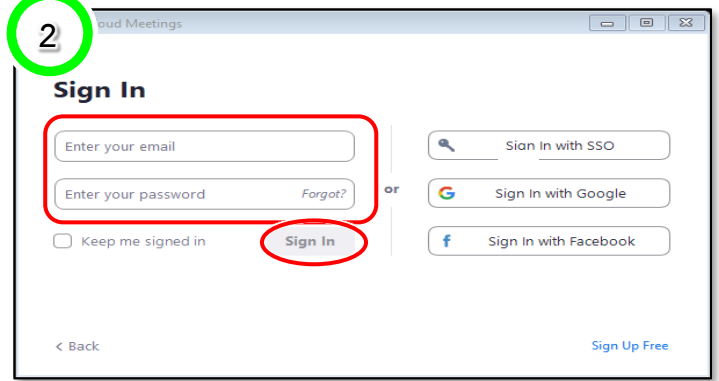 2
oud Meetings
Sign In
Enter your email
Enter your password Forgot?
Keep me signed in Sign In
or
Sign In with SSO
Sign In with Google
Sign In with Facebook
< Back
Sign Up Free